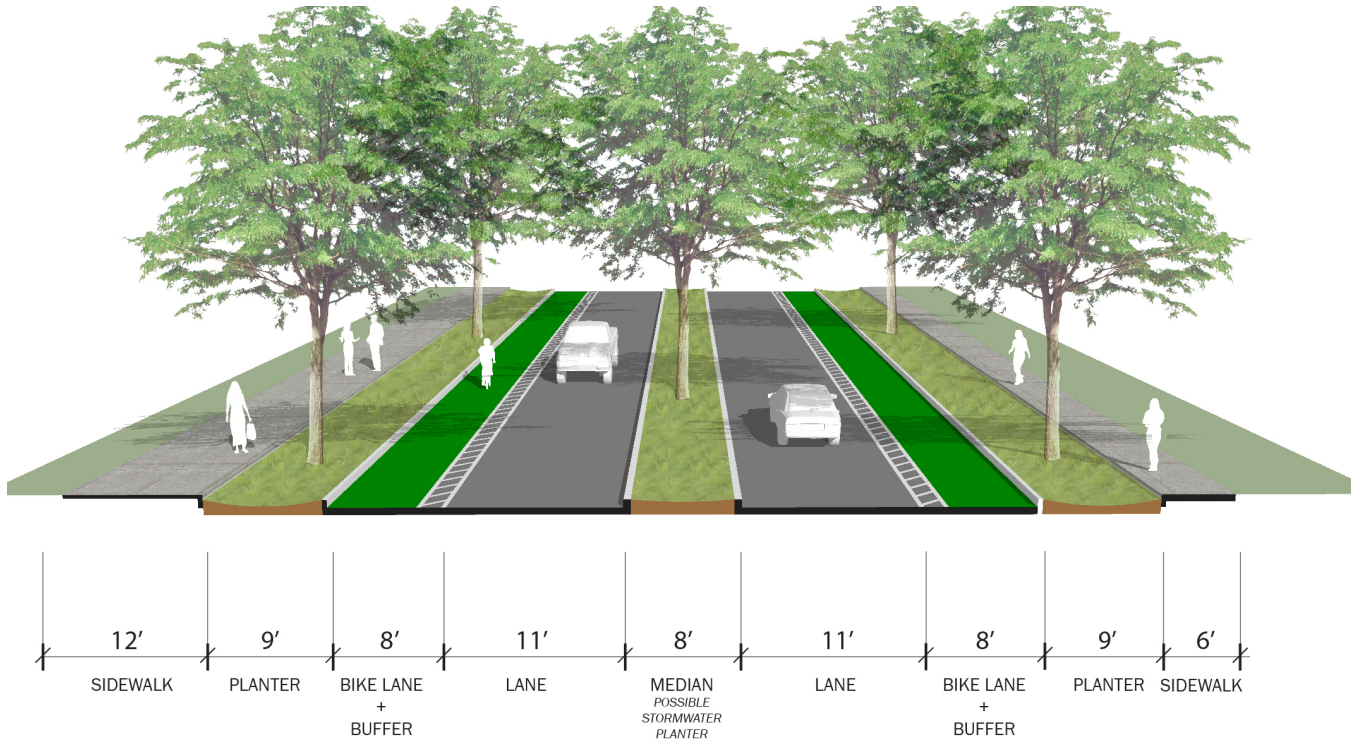 12’ 9’ 8’ 11’ 8’ 11’ 8’ 9’ 6’
SIDEWALK PLANTER BIKE LANE LANE MEDIAN LANE BIKE LANE PLANTER SIDEWALK
+ POSSIBLE +
BUFFER STORMWATER BUFFER
PLANTER